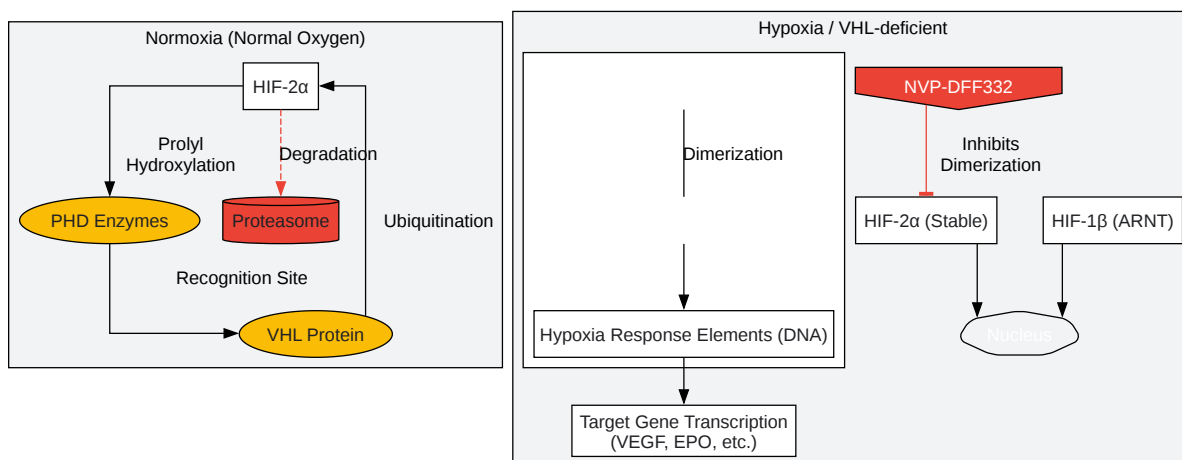 Normoxia (Normal Oxygen)
HIF-2α
Prolyl
Hydroxylation
Degradation
PHD Enzymes
Proteasome
Ubiquitination
Recognition Site
VHL Protein
Hypoxia / VHL-deficient
NVP-DFF332
Dimerization
Inhibits
Dimerization
HIF-2α (Stable)
HIF-1β (ARNT)
Hypoxia Response Elements (DNA)
Nucleus
Target Gene Transcription
(VEGF, EPO, etc.)